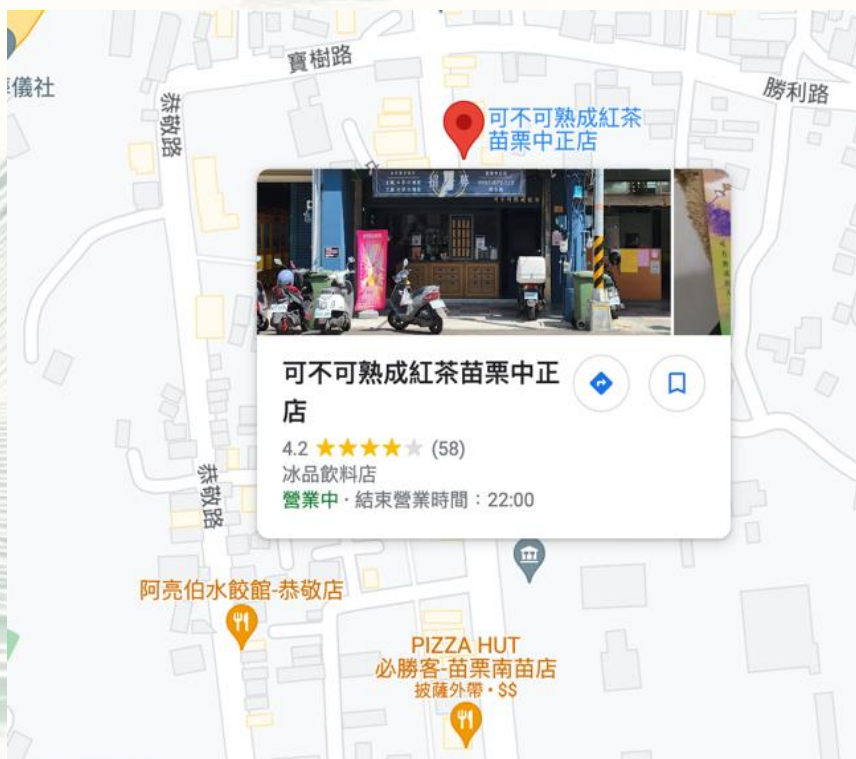 寶樹路
儀社
勝利路
恭敬路
可不可熟成紅茶
苗栗中正店
可不可熟成紅茶苗栗中正
店
4.2 ★★★★★ (58)
冰品飲料店
營業中 · 結束營業時間：22:00
恭敬路
阿亮伯水餃館-恭敬店
PIZZA HUT
必勝客-苗栗南苗店
披薩外帶・$$